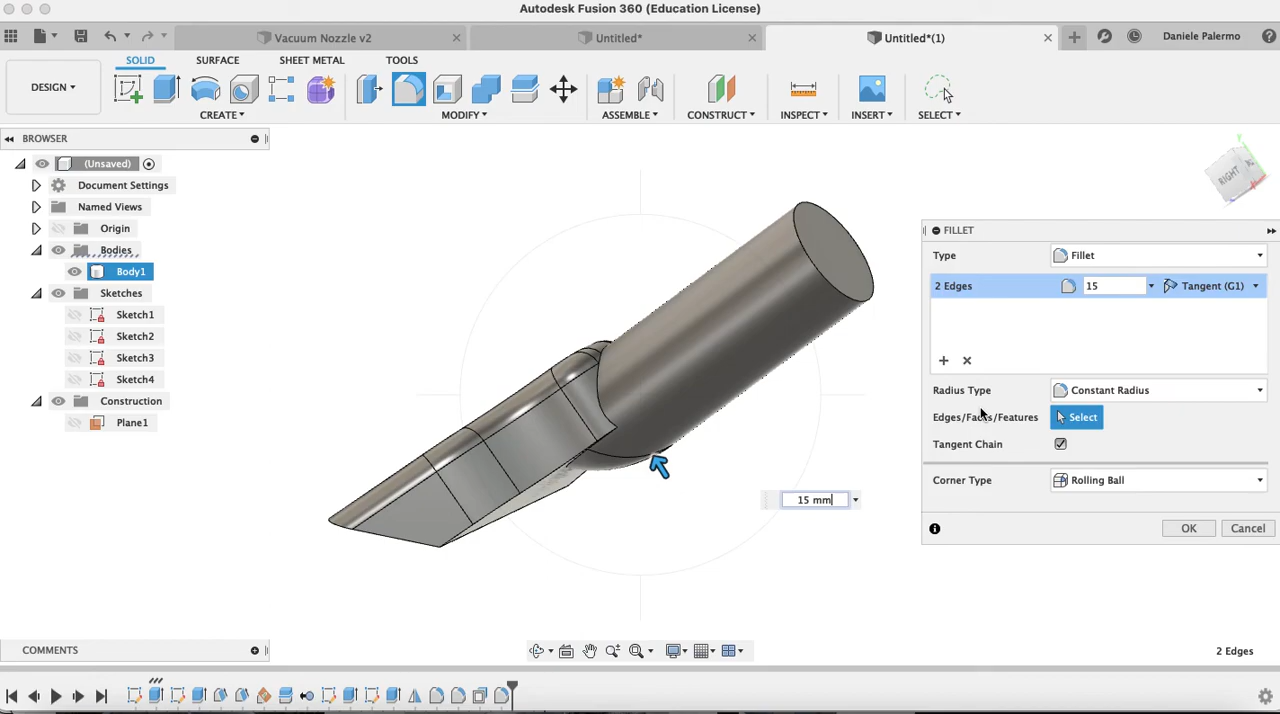 Autodesk Fusion 360 (Education License)
Vacuum Nozzle v2
Untitled*
Untitled*(1)
Daniele Palermo
DESIGN
SOLID
SURFACE
SHEET METAL
TOOLS
CREATE
MODIFY
ASSEMBLE
CONSTRUCT
INSPECT
INSERT
SELECT
BROWSER
(Unsaved)
Document Settings
Named Views
Origin
Bodies
Body1
Sketches
Sketch1
Sketch2
Sketch3
Sketch4
Construction
Plane1
RIGHT
FILLET
Type
Fillet
2 Edges
15
Tangent (G1)
Radius Type
Constant Radius
Edges/Faces/Features
Select
Tangent Chain
Corner Type
Rolling Ball
OK
Cancel
15 mm
COMMENTS
2 Edges